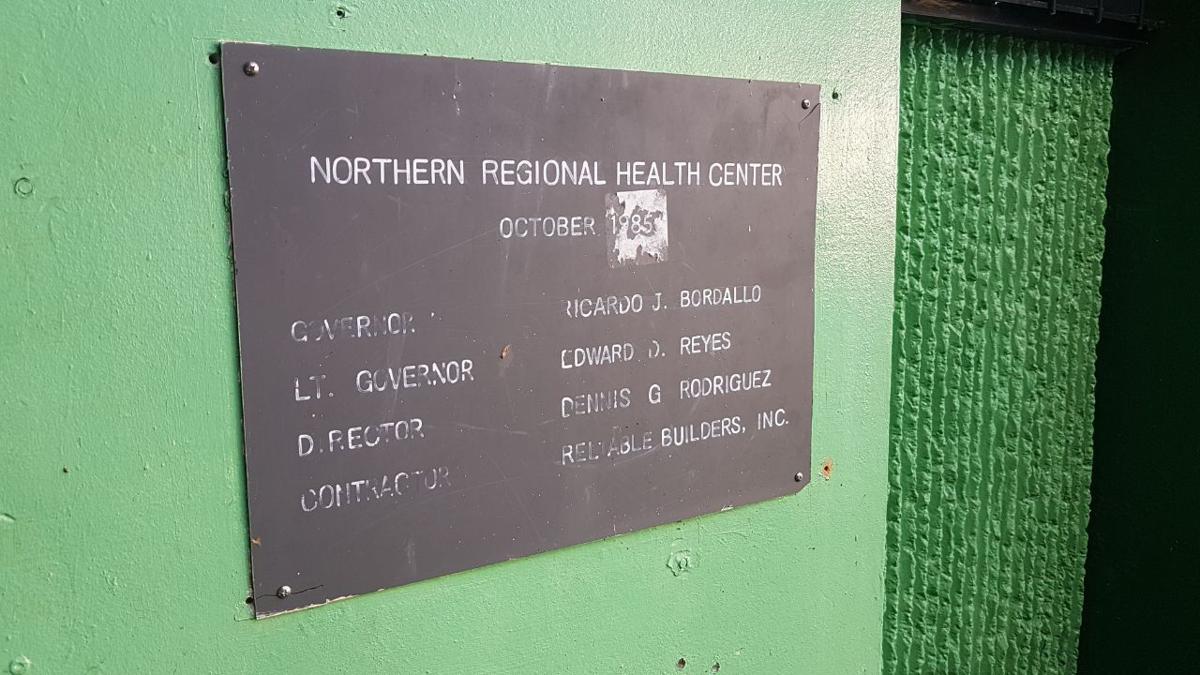 NORTHERN REGIONAL HEALTH CENTER
OCTOBER 1985
GOVERNOR RICARDO J. BORDALLO
LT. GOVERNOR EDWARD D. REYES
DIRECTOR DENNIS G RODRIGUEZ
CONTRACTOR RELIABLE BUILDERS, INC.